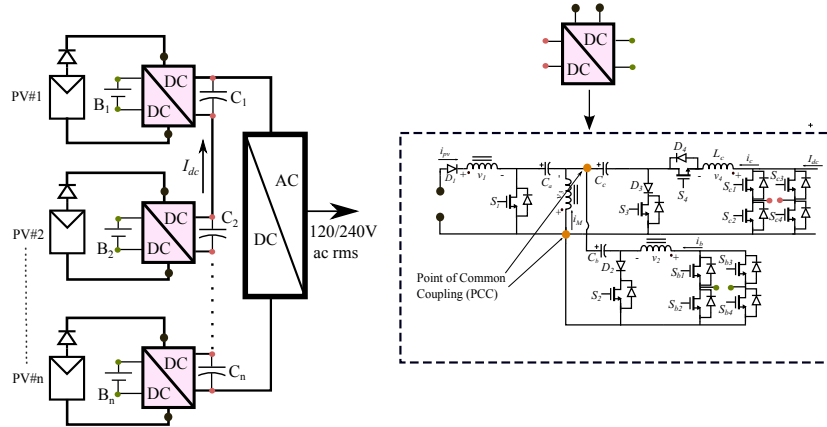 PV#1
B1
DC
DC
C1
Idc
PV#2
B2
DC
DC
C2
PV#n
Bn
DC
DC
Cn
AC
DC
120/240V
ac rms
DC
DC
ipv
D1
+ v1 -
S1
Ca
+
iM
Cc
D3
S3
D4
S4
Lc
- v4 +
ic
Idc
Sc1
Sc3
Sc2
Sc4
Point of Common
Coupling (PCC)
Cb
D2
S2
- v2 +
ib
Sb1
Sb3
Sb2
Sb4